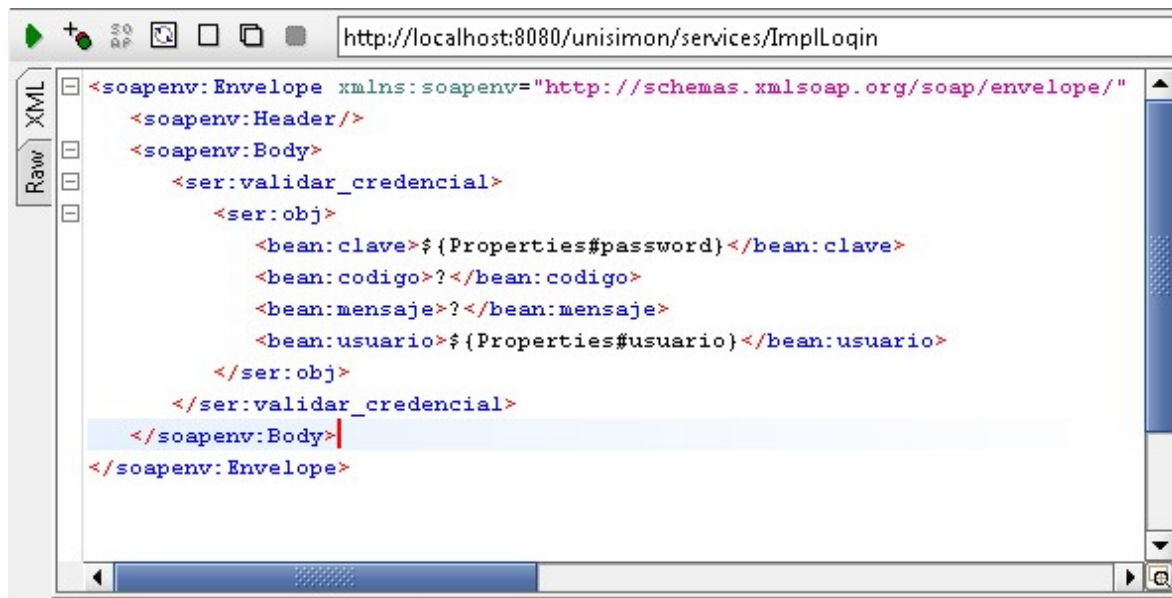 SO
AP
http://localhost:8080/unisimon/services/ImplLogin
XML
Raw
<soapenv:Envelope xmlns:soapenv="http://schemas.xmlsoap.org/soap/envelope/"
<soapenv:Header/>
<soapenv:Body>
<ser:validar_credencial>
<ser:obj>
<bean:clave>${Properties#password}</bean:clave>
<bean:codigo>?</bean:codigo>
<bean:mensaje>?</bean:mensaje>
<bean:usuario>${Properties#usuario}</bean:usuario>
</ser:obj>
</ser:validar_credencial>
</soapenv:Body>
</soapenv:Envelope>